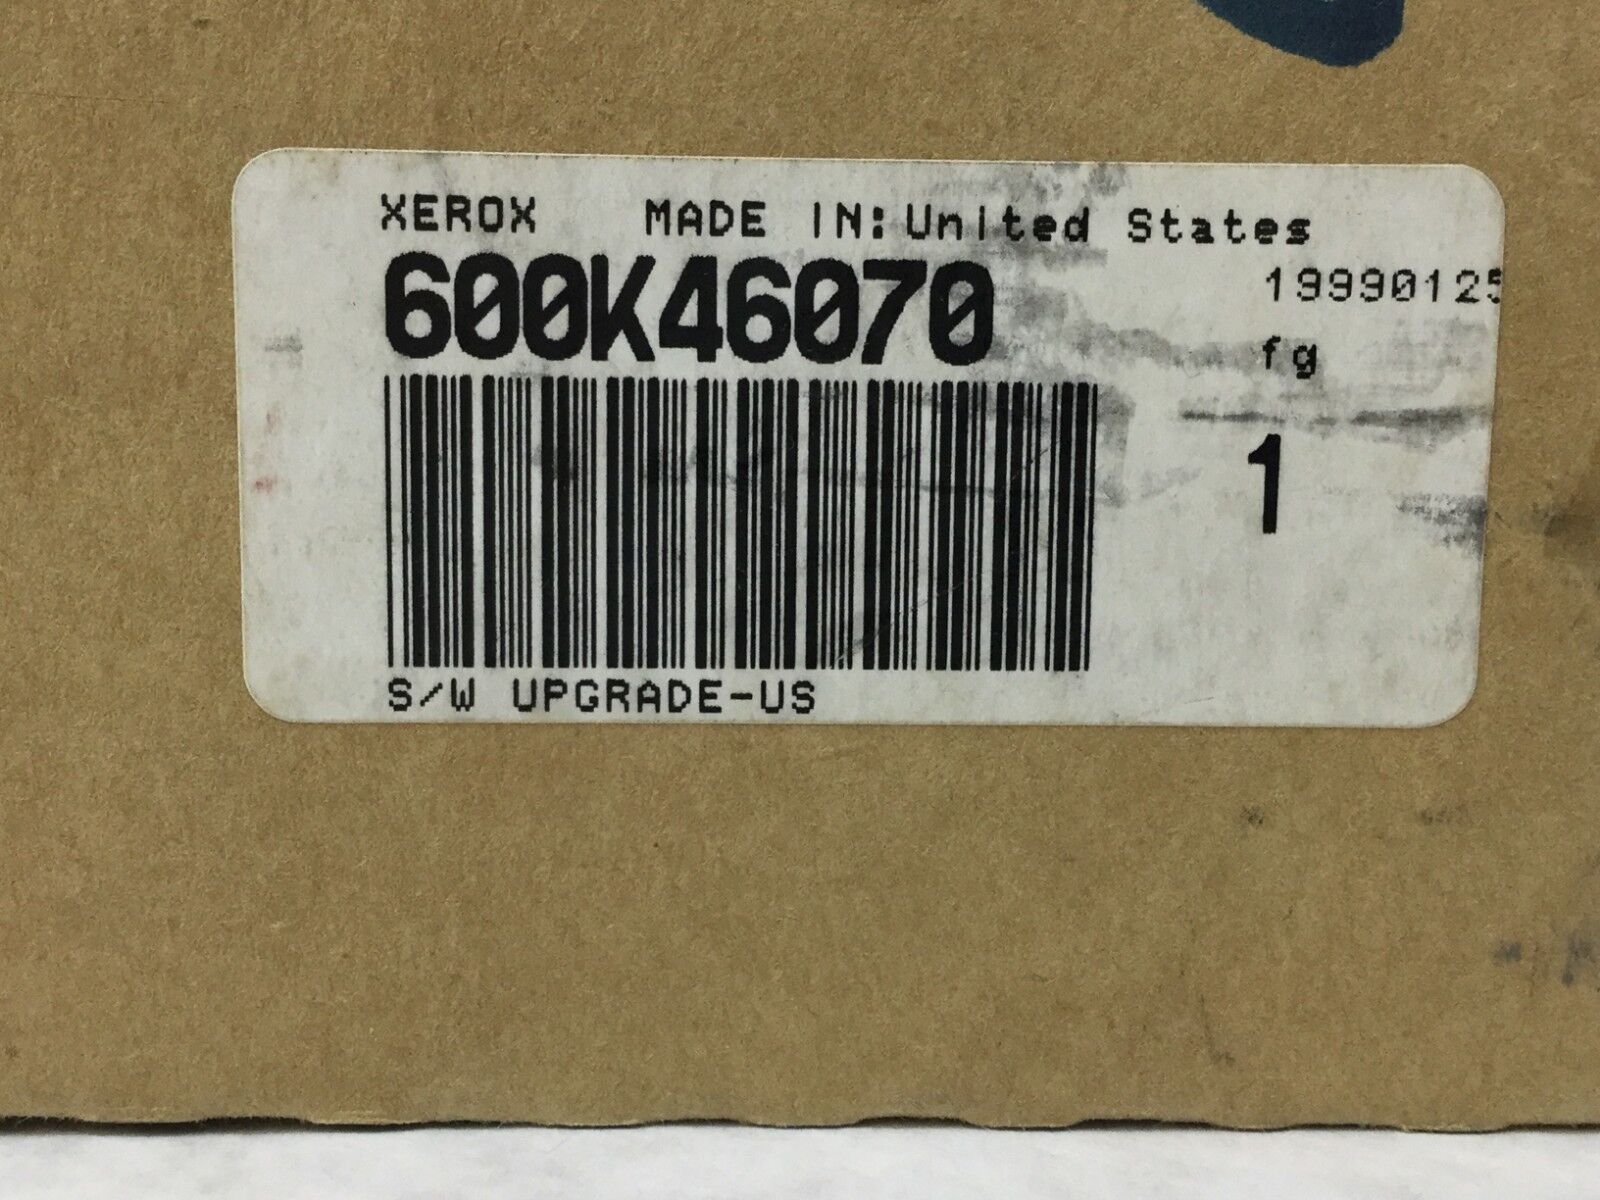 XEROX MADE IN: United States
600K46070
19990125
fg
1
S/W UPGRADE-US